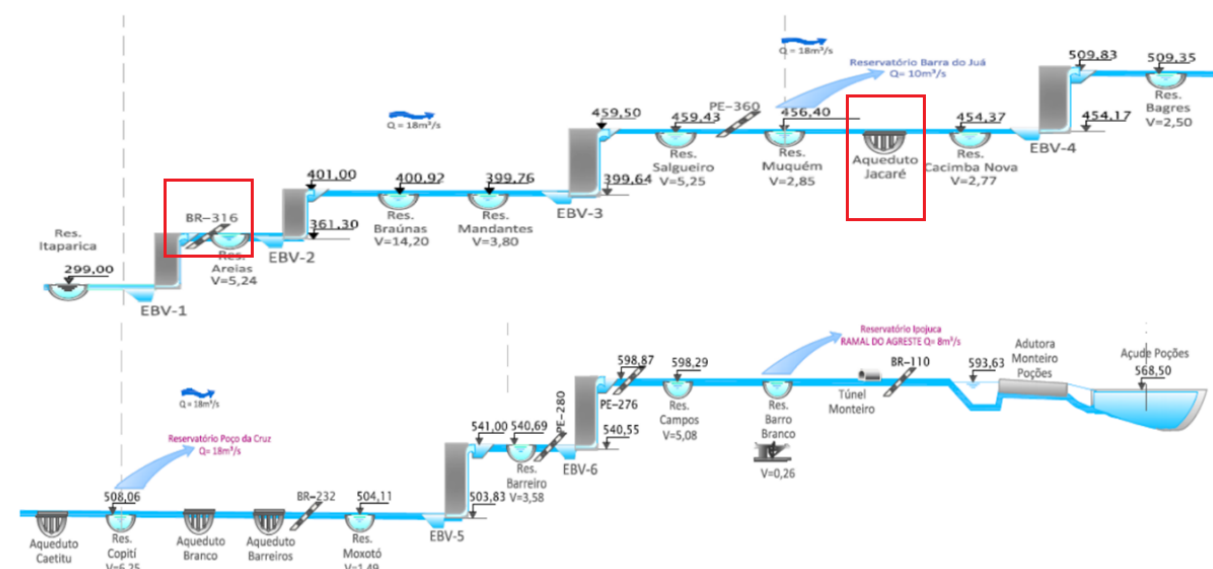 Q = 18m³/s
Reservatório Barra do Juá
Q= 10m³/s
509,83
509,35
Res.
Bagres
V=2,50
454,17
EBV-4
454,37
Res.
Cacimba Nova
V=2,77
Aqueduto
Jacaré
456,40
Res.
Muquém
V=2,85
PE-360
459,43
Res.
Salgueiro
V=5,25
459,50
399,64
EBV-3
Q = 18m³/s
399,76
Res.
Mandantes
V=3,80
400,92
Res.
Braúnas
V=14,20
401,00
361,30
EBV-2
BR-316
Res.
Areias
V=5,24
EBV-1
Res.
Itaparica
299,00
Reservatório Ipojuca
RAMAL DO AGRESTE Q= 8m³/s
Q = 18m³/s
Reservatório Poço da Cruz
Q= 18m³/s
Aqueduto
Caetitu
508,06
Res.
Copití
V=6,25
Aqueduto
Branco
Aqueduto
Barreiros
BR-232
504,11
Res.
Moxotó
V=1,49
EBV-5
503,83
541,00
540,69
Res.
Barreiro
V=3,58
PE-280
EBV-6
540,55
598,87
PE-276
598,29
Res.
Campos
V=5,08
Res.
Barro
Branco
V=0,26
Túnel
Monteiro
BR-110
593,63
Adutora
Monteiro
Poções
Açude Poções
568,50